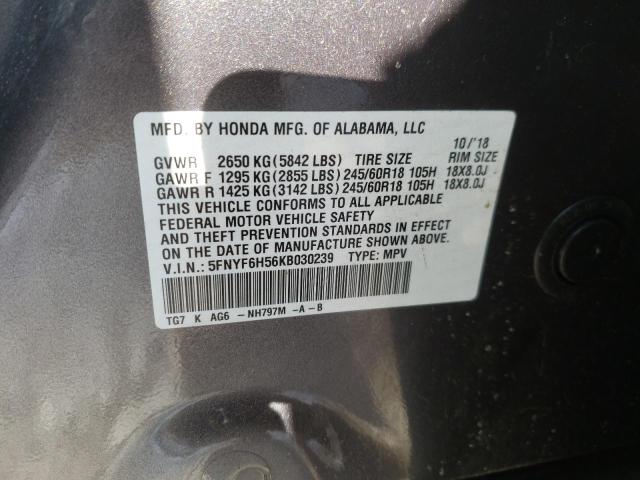 MFD. BY HONDA MFG. OF ALABAMA, LLC
10/'18
GVWR 2650 KG (5842 LBS) TIRE SIZE RIM SIZE
GAWR F 1295 KG (2855 LBS) 245/60R18 105H 18X8.0J
GAWR R 1425 KG (3142 LBS) 245/60R18 105H 18X8.0J
THIS VEHICLE CONFORMS TO ALL APPLICABLE
FEDERAL MOTOR VEHICLE SAFETY
AND THEFT PREVENTION STANDARDS IN EFFECT ON THE
DATE OF MANUFACTURE SHOWN ABOVE.
V.I.N.: 5FNYF6H56KB030239 TYPE: MPV
TG7 K AG6 -NH797M -A-B